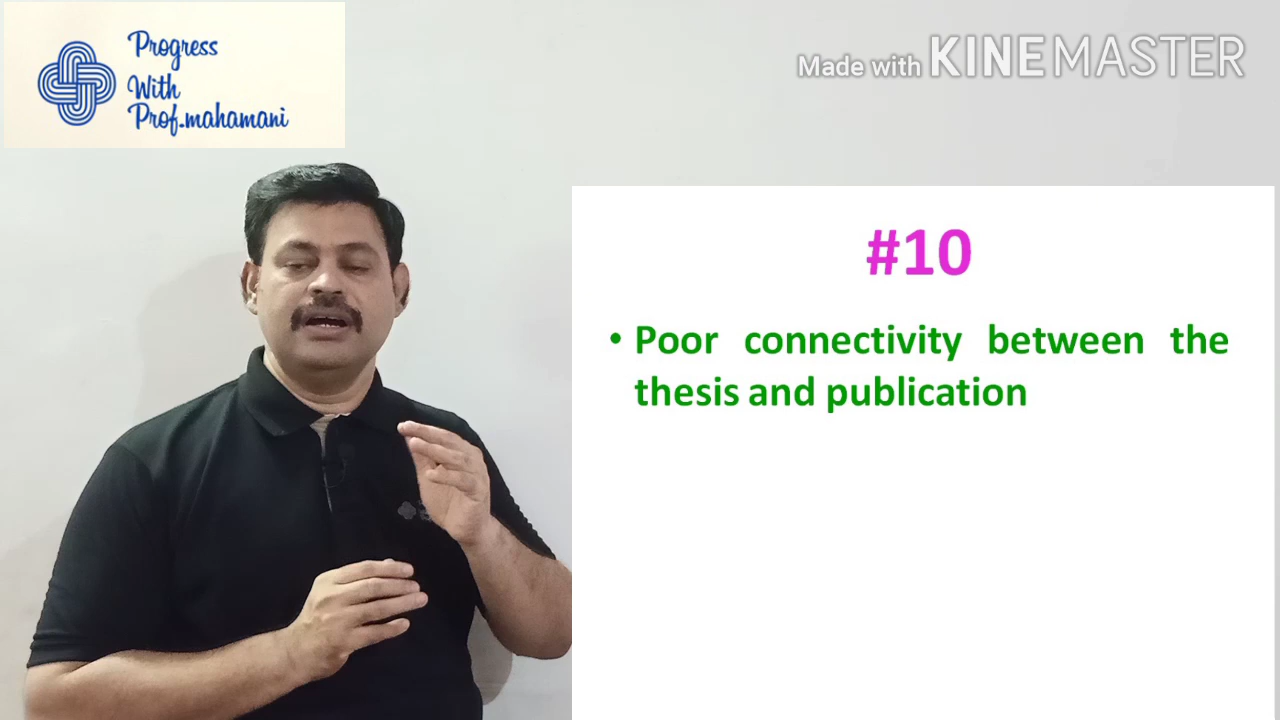 Progress
With
Prof.mahamani
Made with KINEMASTER
#10
• Poor connectivity between the
thesis and publication